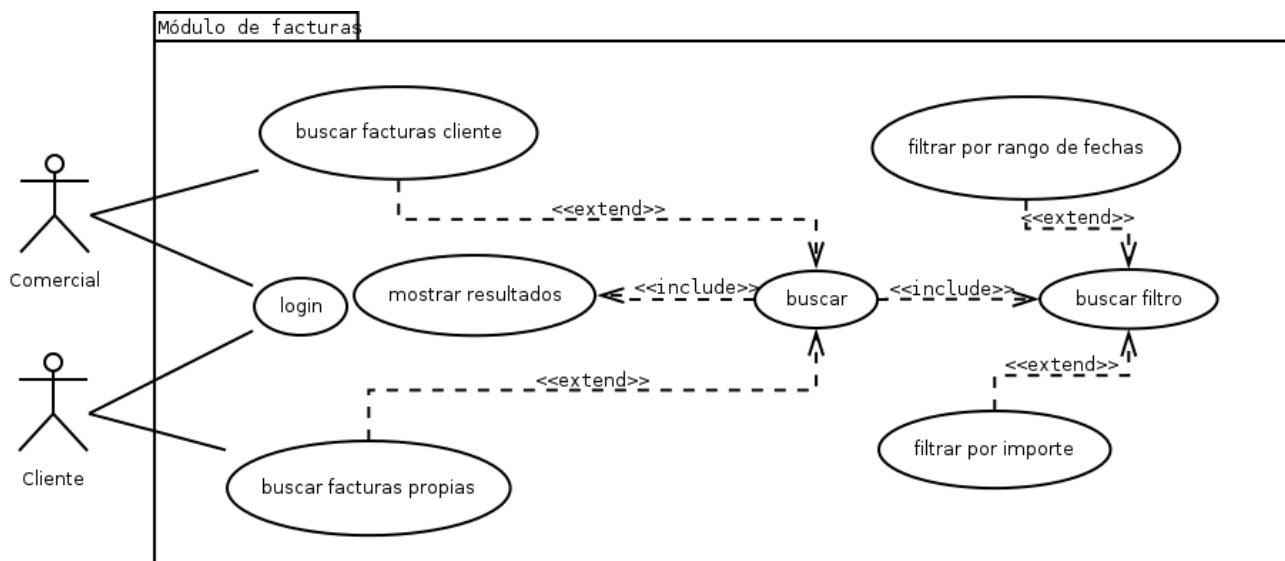 Módulo de facturas
buscar facturas cliente
filtrar por rango de fechas
<<extend>>
<<extend>>
Comercial
login
mostrar resultados
<<include>>
buscar
<<include>>
buscar filtro
<<extend>>
<<extend>>
Cliente
buscar facturas propias
filtrar por importe